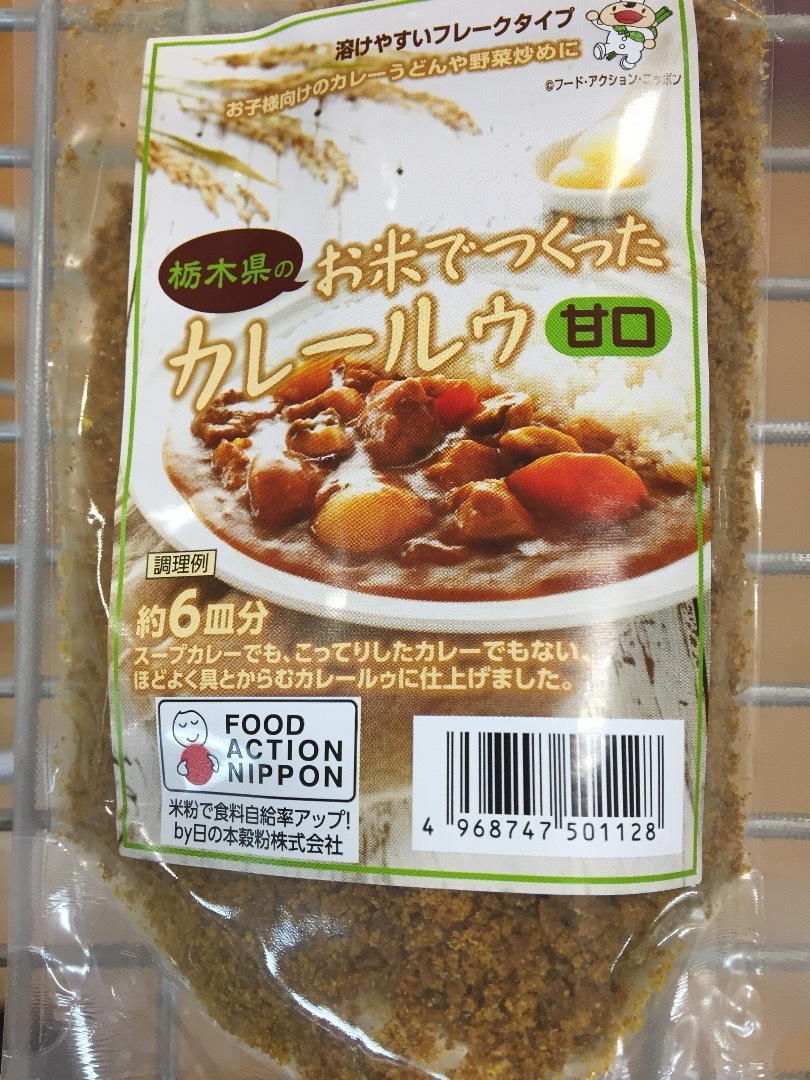 溶けやすいフレークタイプ
お子様向けのカレーうどんや野菜炒めに
©フード・アクション・ニッポン
栃木県の
お米でつくった
カレールゥ
甘口
調理例
約6皿分
スープカレーでも、こってりしたカレーでもない、
ほどよく具とからむカレールゥに仕上げました。
FOOD
ACTION
NIPPON
米粉で食料自給率アップ!
by日の本穀粉株式会社
4 968747 501128